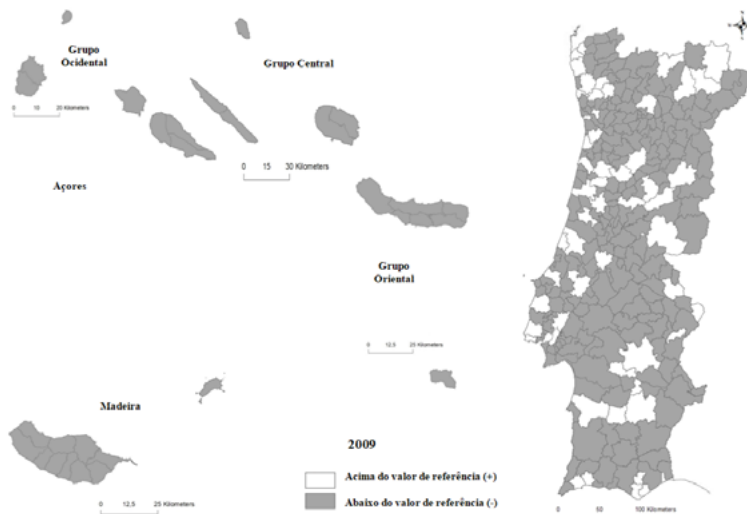 Grupo
Ocidental
0 10 20 Kilometers
Grupo Central
0 15 30 Kilometers
Açores
Grupo
Oriental
0 12,5 25 Kilometers
Madeira
0 12,5 25 Kilometers
2009
Acima do valor de referência (+)
Abaixo do valor de referência (-)
0 50 100 Kilometers